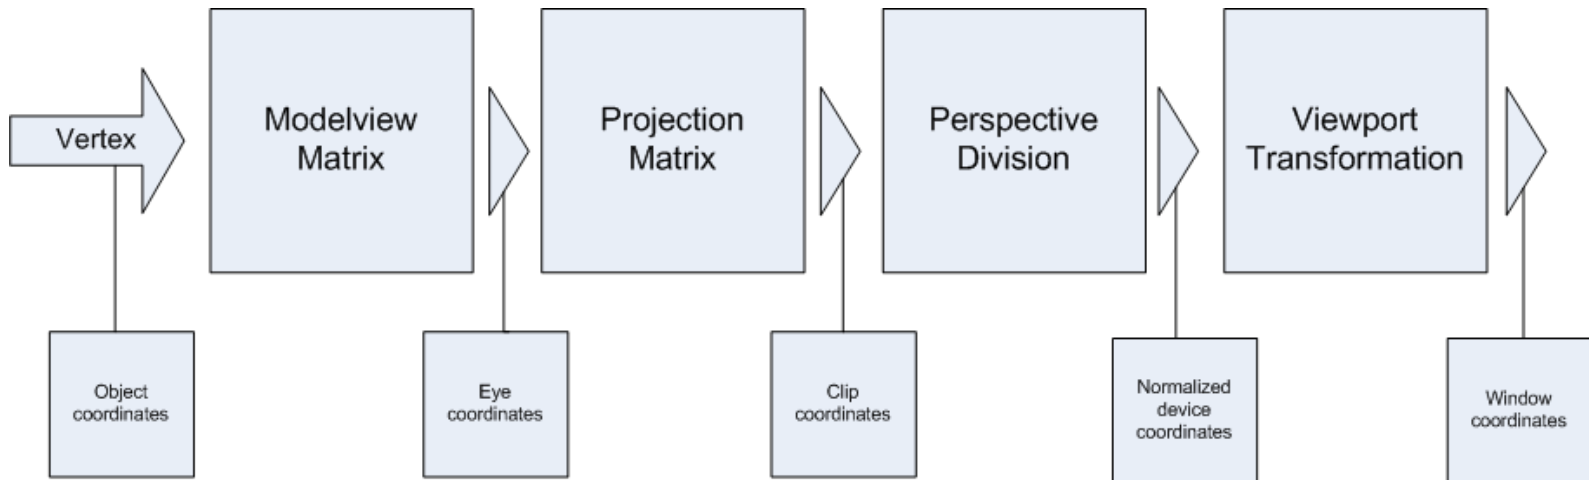 Vertex
Modelview
Matrix
Projection
Matrix
Perspective
Division
Viewport
Transformation
Object
coordinates
Eye
coordinates
Clip
coordinates
Normalized
device
coordinates
Window
coordinates